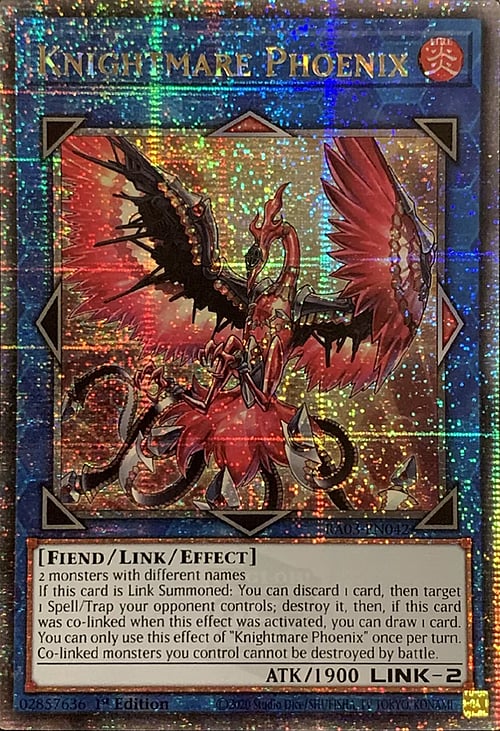 KNIGHTMARE PHOENIX
炎
RA03-EN042
[FIEND/LINK/EFFECT]
2 monsters with different names
If this card is Link Summoned: You can discard 1 card, then target
1 Spell/Trap your opponent controls; destroy it, then, if this card
was co-linked when this effect was activated, you can draw 1 card.
You can only use this effect of "Knightmare Phoenix" once per turn.
Co-linked monsters you control cannot be destroyed by battle.
ATK/1900 LINK-2
02857636 1st Edition ©2020 Studio Dice/SHUEISHA, TV TOKYO, KONAMI